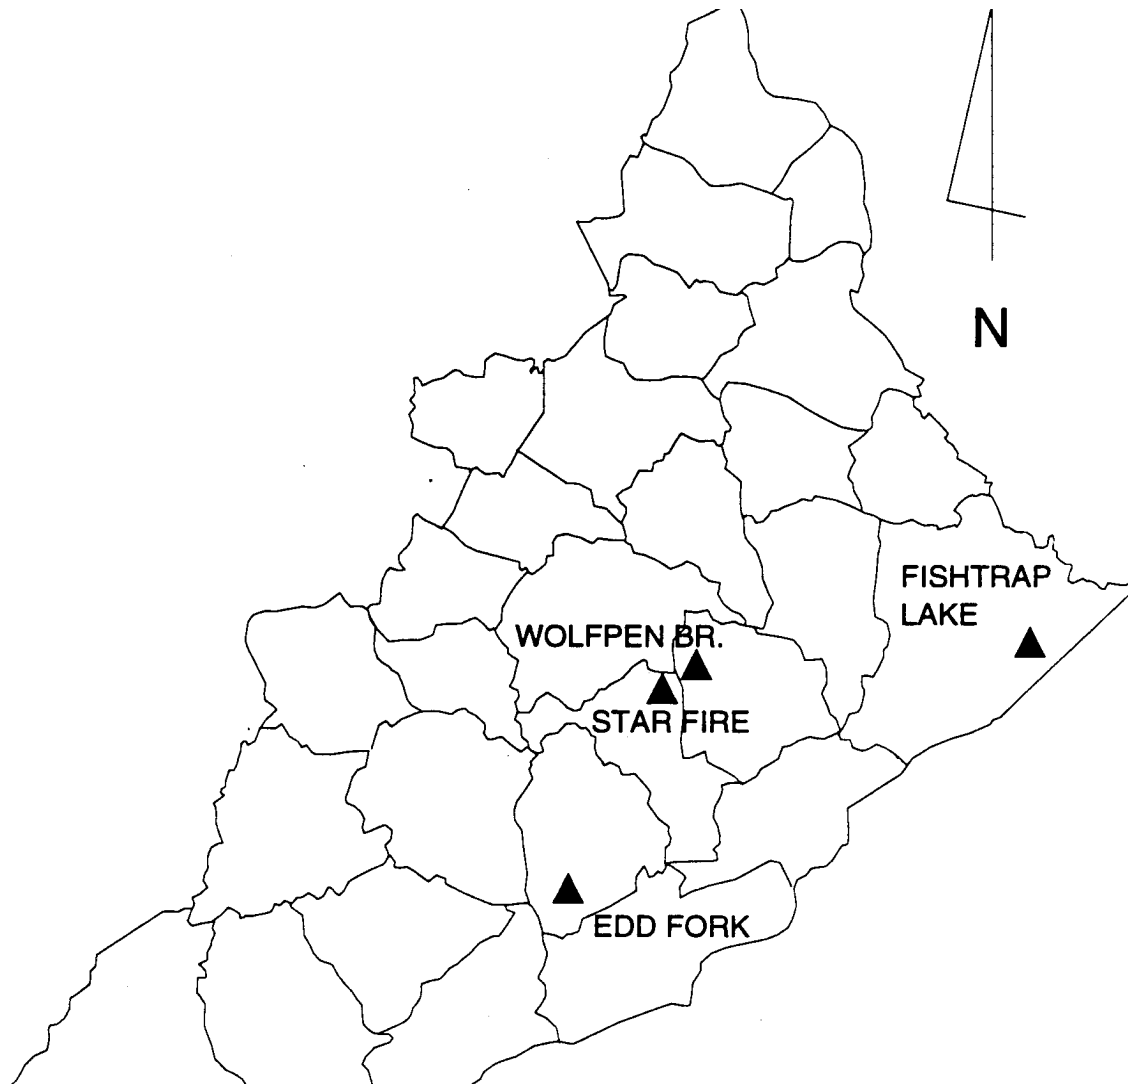 N
FISHTRAP
LAKE
WOLFPEN BR.
STAR FIRE
EDD FORK